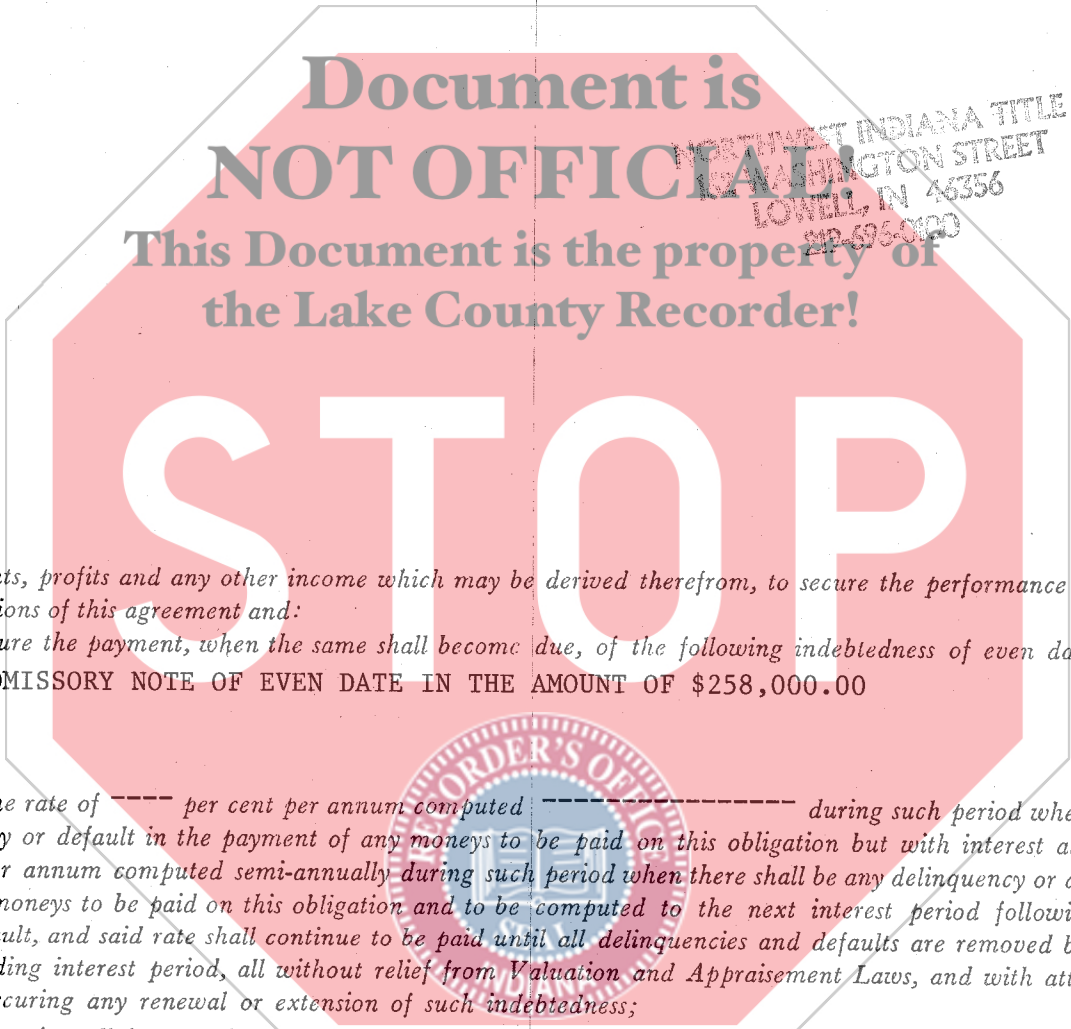 Document is
NOT OFFICIAL!
This Document is the property of
the Lake County Recorder!
NORTHWEST INDIANA TITLE
WASHINGTON STREET
LOWELL, IN 46356
219-696-0100
STOP
ts, profits and any other income which may be derived therefrom, to secure the performance
ions of this agreement and:
ure the payment, when the same shall become due, of the following indebtedness of even da
OMISSORY NOTE OF EVEN DATE IN THE AMOUNT OF $258,000.00
e rate of ---- per cent per annum computed ---------------- during such period whe
y or default in the payment of any moneys to be paid on this obligation but with interest a
r annum computed semi-annually during such period when there shall be any delinquency or
moneys to be paid on this obligation and to be computed to the next interest period followi
ult, and said rate shall continue to be paid until all delinquencies and defaults are removed b
ding interest period, all without relief from Valuation and Appraisement Laws, and with att
curing any renewal or extension of such indebtedness;
RECORDER'S OFFICE
SEAL
INDIANA